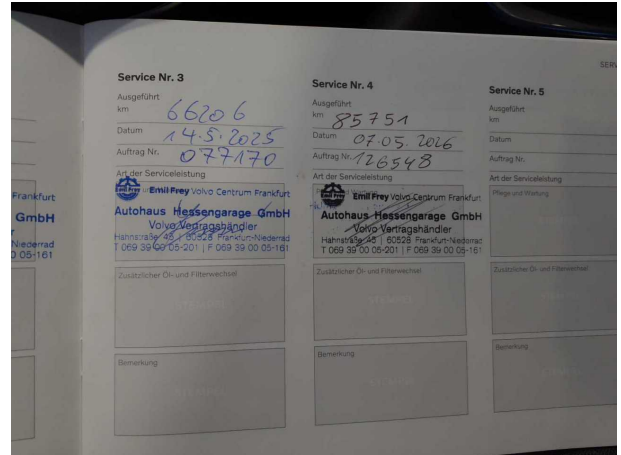 SERV
Service Nr. 3
Ausgeführt
km 66206
Datum 14.5.2025
Auftrag Nr. 077170
Art der Serviceleistung
Emil Frey Volvo Centrum Frankfurt
Autohaus Hessengarage GmbH
Volvo Vertragshändler
Hahnstraße 45 | 60528 Frankfurt-Niederrad
T 069 39 00 05-201 | F 069 39 00 05-161
Zusätzlicher Öl- und Filterwechsel
Bemerkung
Service Nr. 4
Ausgeführt
km 85751
Datum 07.05.2026
Auftrag Nr. 126548
Art der Serviceleistung
Pflege und Wartung
Emil Frey Volvo Centrum Frankfurt
Autohaus Hessengarage GmbH
Volvo Vertragshändler
Hahnstraße 45 | 60528 Frankfurt-Niederrad
T 069 39 00 05-201 | F 069 39 00 05-161
Zusätzlicher Öl- und Filterwechsel
Bemerkung
Service Nr. 5
Ausgeführt
km
Datum
Auftrag Nr.
Art der Serviceleistung
Pflege und Wartung
Zusätzlicher Öl- und Filterwechsel
Bemerkung
Frankfurt
GmbH
Niederrad
0 05-161